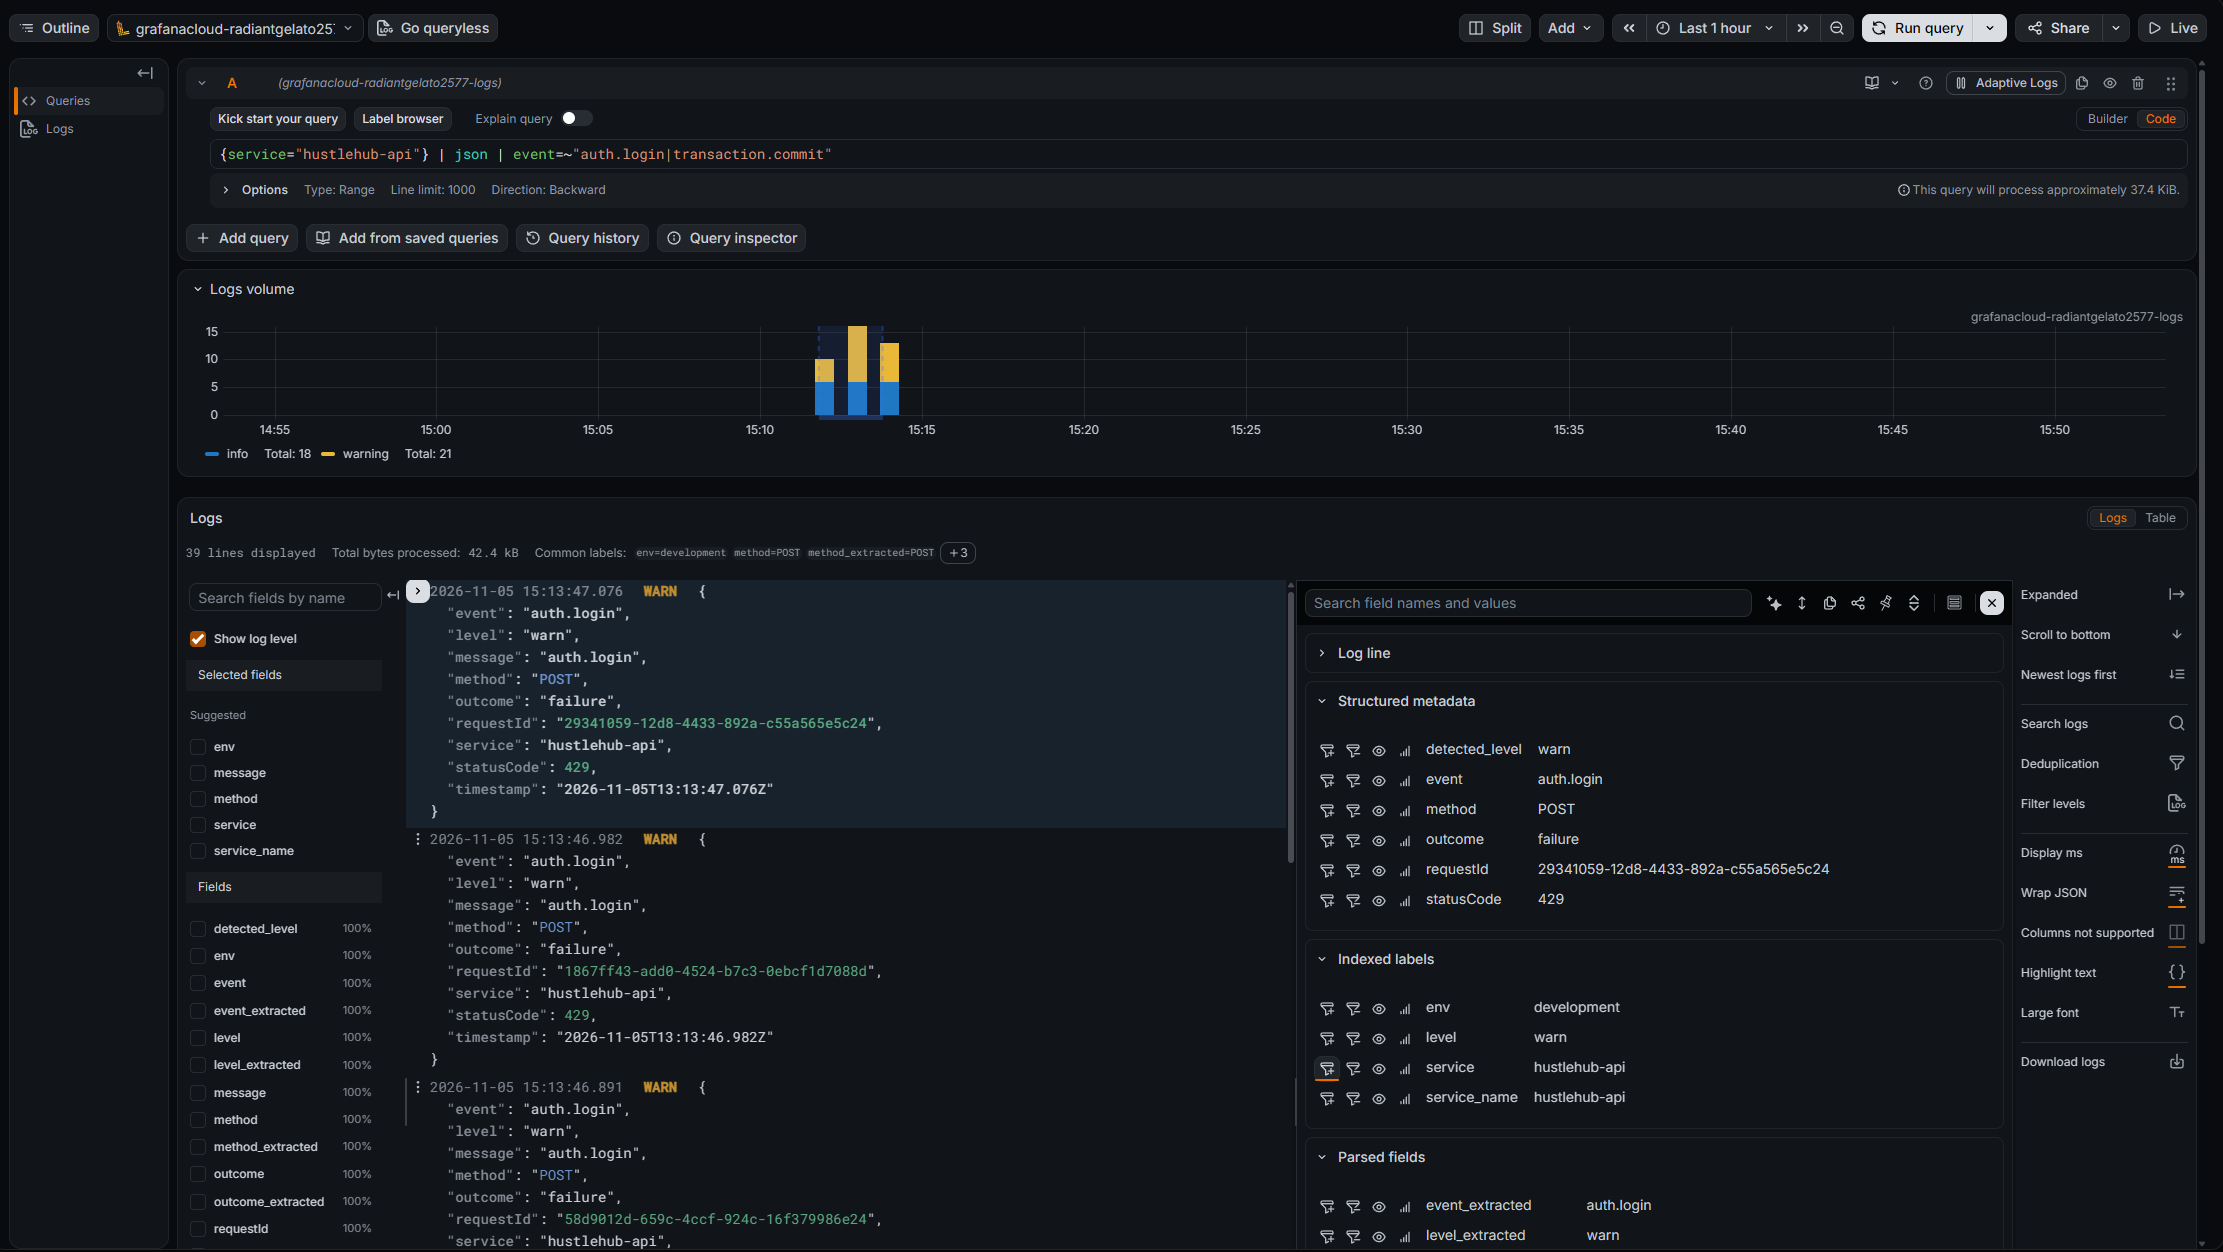 Outline
grafanacloud-radiantgelato25
Go queryless
Split
Add
Last 1 hour
Run query
Share
Live
Queries
Logs
A
(grafanacloud-radiantgelato2577-logs)
Adaptive Logs
Kick start your query
Label browser
Explain query
Builder
Code
{service="hustlehub-api"} | json | event=~"auth.login|transaction.commit"
Options Type: Range Line limit: 1000 Direction: Backward
This query will process approximately 37.4 KiB.
Add query
Add from saved queries
Query history
Query inspector
Logs volume
grafanacloud-radiantgelato2577-logs
15
10
5
0
14:55 15:00 15:05 15:10 15:15 15:20 15:25 15:30 15:35 15:40 15:45 15:50
info Total: 18 warning Total: 21
Logs
Logs
Table
39 lines displayed Total bytes processed: 42.4 kB Common labels: env=development method=POST method_extracted=POST +3
Search fields by name
Show log level
Selected fields
Suggested
env
message
method
service
service_name
Fields
detected_level 100%
env 100%
event 100%
event_extracted 100%
level 100%
level_extracted 100%
message 100%
method 100%
method_extracted 100%
outcome 100%
outcome_extracted 100%
requestId 100%
2026-11-05 15:13:47.076 WARN {
"event": "auth.login",
"level": "warn",
"message": "auth.login",
"method": "POST",
"outcome": "failure",
"requestId": "29341059-12d8-4433-892a-c55a565e5c24",
"service": "hustlehub-api",
"statusCode": 429,
"timestamp": "2026-11-05T13:13:47.076Z"
}
2026-11-05 15:13:46.982 WARN {
"event": "auth.login",
"level": "warn",
"message": "auth.login",
"method": "POST",
"outcome": "failure",
"requestId": "1867ff43-add0-4524-b7c3-0ebcf1d7088d",
"service": "hustlehub-api",
"statusCode": 429,
"timestamp": "2026-11-05T13:13:46.982Z"
}
2026-11-05 15:13:46.891 WARN {
"event": "auth.login",
"level": "warn",
"message": "auth.login",
"method": "POST",
"outcome": "failure",
"requestId": "58d9012d-659c-4ccf-924c-16f379986e24",
"service": "hustlehub-api",
Search field names and values
Log line
Structured metadata
detected_level warn
event auth.login
method POST
outcome failure
requestId 29341059-12d8-4433-892a-c55a565e5c24
statusCode 429
Indexed labels
env development
level warn
service hustlehub-api
service_name hustlehub-api
Parsed fields
event_extracted auth.login
level_extracted warn
Expanded
Scroll to bottom
Newest logs first
Search logs
Deduplication
Filter levels
LOG
Display ms
ms
Wrap JSON
Columns not supported
Highlight text
Large font
Download logs